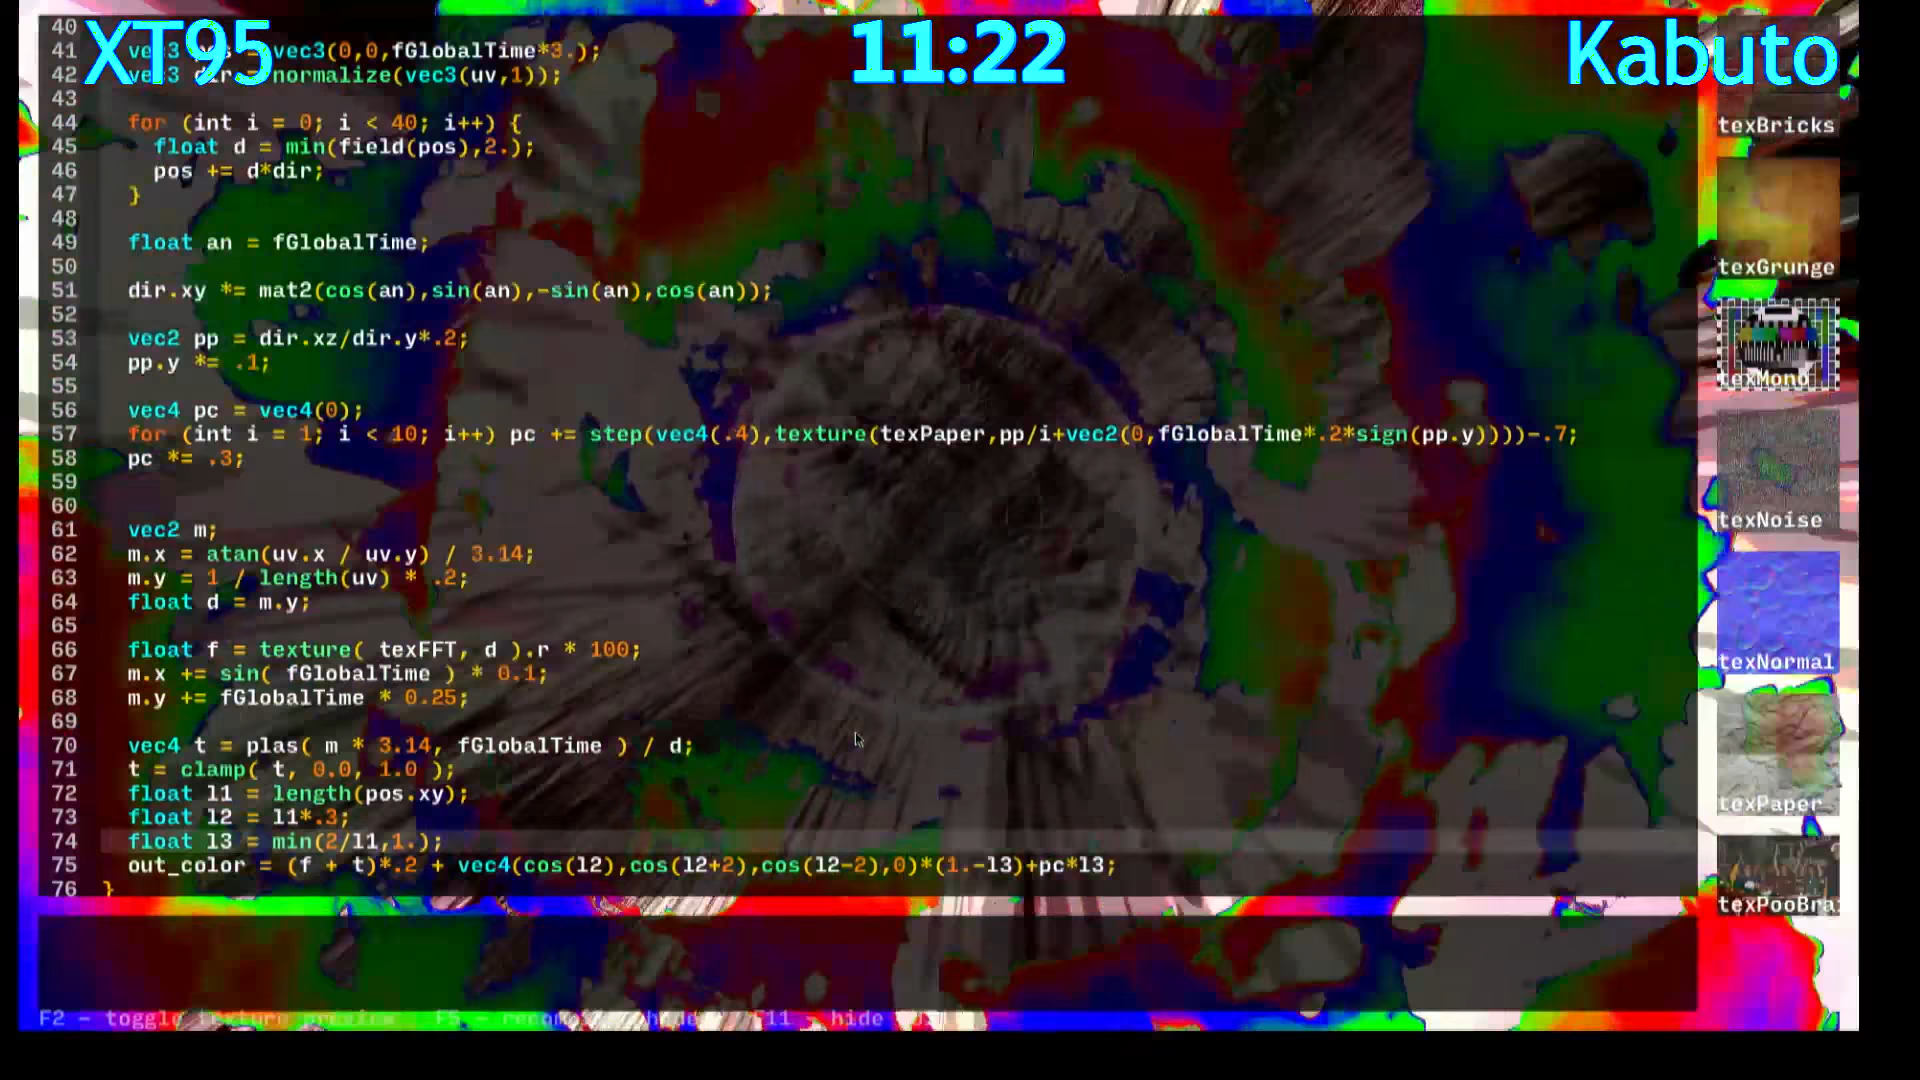 XT95
11:22
Kabuto
40
41 vec3 pos = vec3(0,0,fGlobalTime*3.);
42 vec3 dir = normalize(vec3(uv,1));
43
44 for (int i = 0; i < 40; i++) {
45 float d = min(field(pos),2.);
46 pos += d*dir;
47 }
48
49 float an = fGlobalTime;
50
51 dir.xy *= mat2(cos(an),sin(an),-sin(an),cos(an));
52
53 vec2 pp = dir.xz/dir.y*.2;
54 pp.y *= .1;
55
56 vec4 pc = vec4(0);
57 for (int i = 1; i < 10; i++) pc += step(vec4(.4),texture(texPaper,pp/i+vec2(0,fGlobalTime*.2*sign(pp.y))))-.7;
58 pc *= .3;
59
60
61 vec2 m;
62 m.x = atan(uv.x / uv.y) / 3.14;
63 m.y = 1 / length(uv) * .2;
64 float d = m.y;
65
66 float f = texture( texFFT, d ).r * 100;
67 m.x += sin( fGlobalTime ) * 0.1;
68 m.y += fGlobalTime * 0.25;
69
70 vec4 t = plas( m * 3.14, fGlobalTime ) / d;
71 t = clamp( t, 0.0, 1.0 );
72 float l1 = length(pos.xy);
73 float l2 = l1*.3;
74 float l3 = min(2/l1,1.);
75 out_color = (f + t)*.2 + vec4(cos(l2),cos(l2+2),cos(l2-2),0)*(1.-l3)+pc*l3;
76 }
texBricks
texGrunge
texMono
texNoise
texNormal
texPaper
texPooBra
F2 - toggle texture preview F5 - F11 - hide